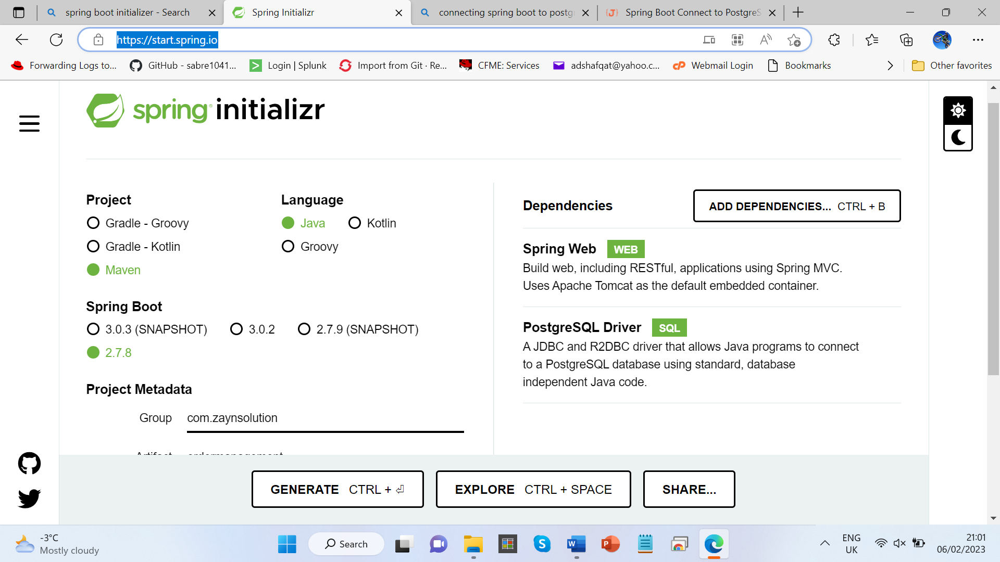 spring boot initializer - Search
Spring Initializr
connecting spring boot to postg
Spring Boot Connect to PostgreS
https://start.spring.io
Forwarding Logs to...
GitHub - sabre1041...
Login | Splunk
Import from Git · Re...
CFME: Services
adshafqat@yahoo.c...
Webmail Login
Bookmarks
Other favorites
spring initializr
Project
Gradle - Groovy
Gradle - Kotlin
Maven
Language
Java
Kotlin
Groovy
Spring Boot
3.0.3 (SNAPSHOT)
3.0.2
2.7.9 (SNAPSHOT)
2.7.8
Project Metadata
Group
com.zaynsolution
Artifact
ordermanagement
Dependencies
ADD DEPENDENCIES... CTRL + B
Spring Web WEB
Build web, including RESTful, applications using Spring MVC.
Uses Apache Tomcat as the default embedded container.
PostgreSQL Driver SQL
A JDBC and R2DBC driver that allows Java programs to connect
to a PostgreSQL database using standard, database
independent Java code.
GENERATE CTRL + ⏎
EXPLORE CTRL + SPACE
SHARE...
-3°C
Mostly cloudy
Search
ENG
UK
21:01
06/02/2023